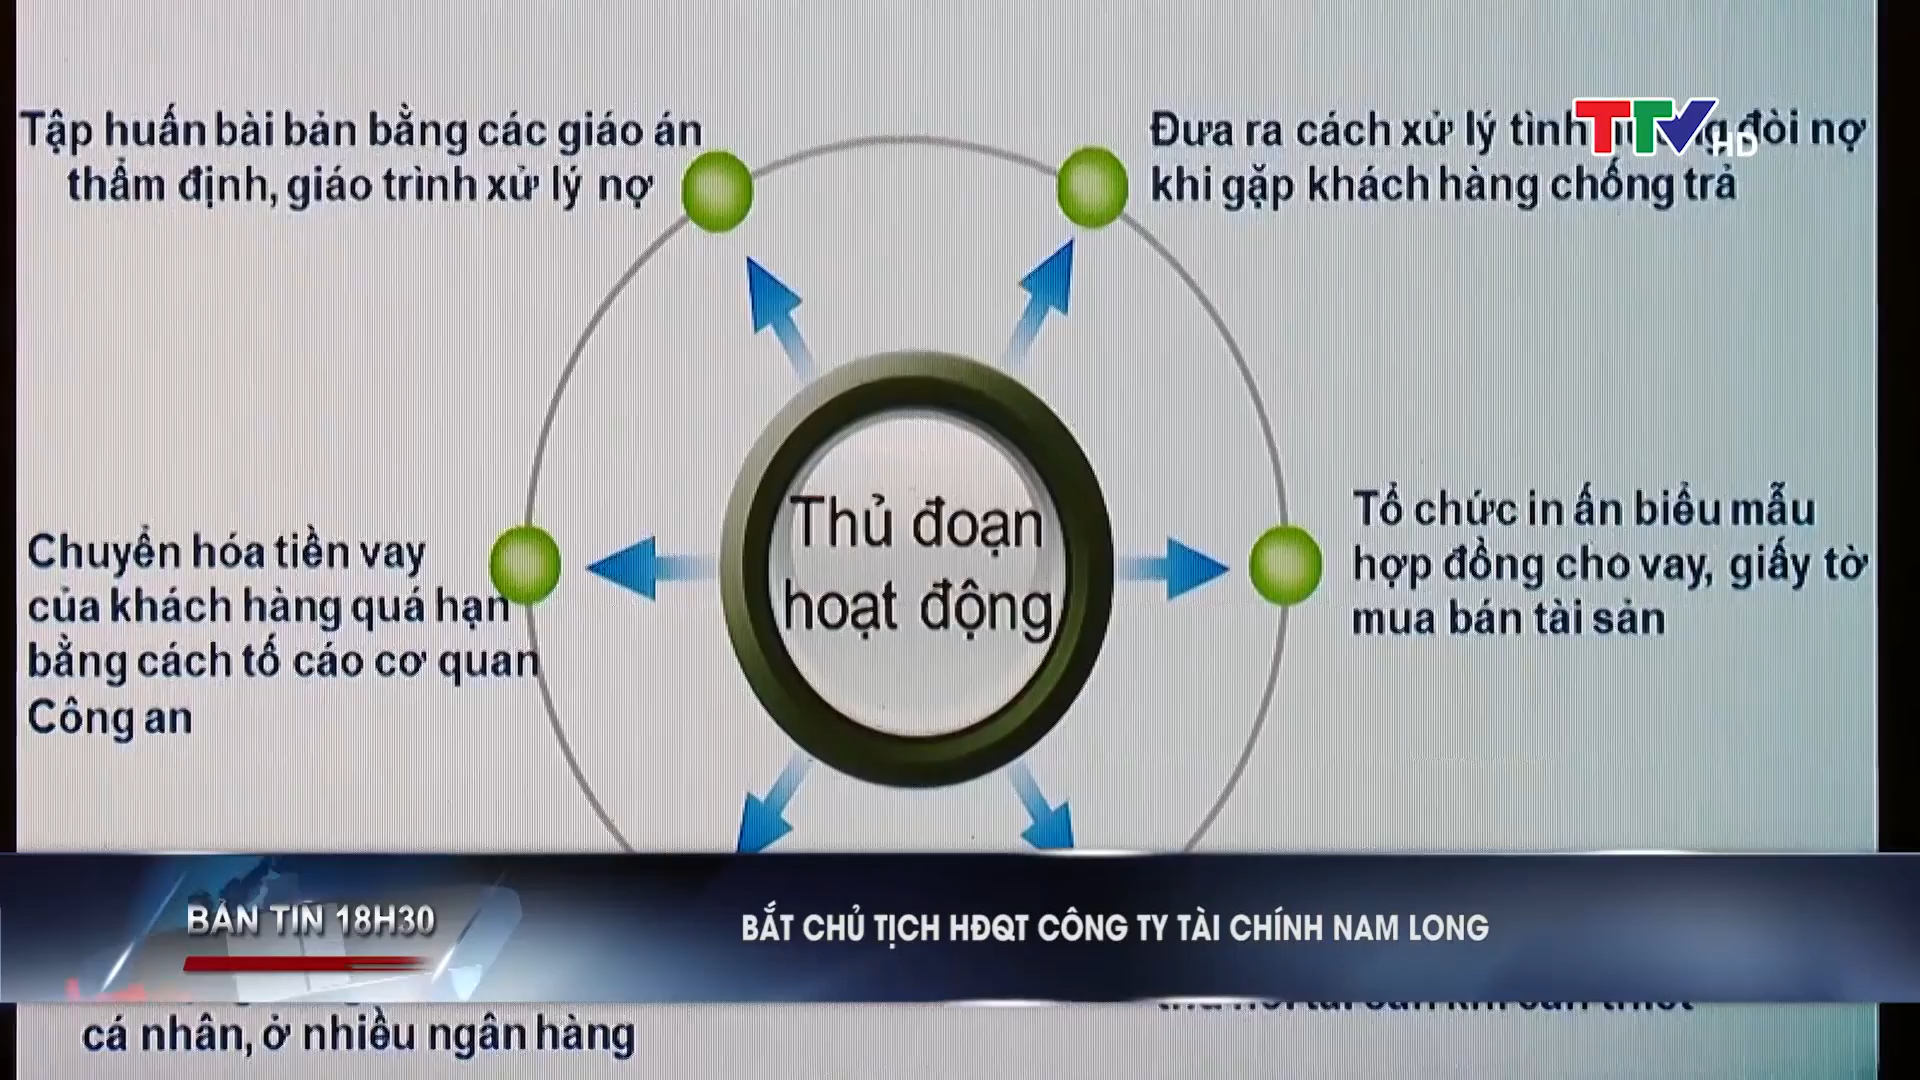 Tập huấn bài bản bằng các giáo án
thẩm định, giáo trình xử lý nợ
Đưa ra cách xử lý tình đòi nợ
khi gặp khách hàng chống trả
TTV HD
Thủ đoạn
hoạt động
Chuyển hóa tiền vay
của khách hàng quá hạn
bằng cách tố cáo cơ quan
Công an
Tổ chức in ấn biểu mẫu
hợp đồng cho vay, giấy tờ
mua bán tài sản
BẢN TIN 18H30
BẮT CHỦ TỊCH HĐQT CÔNG TY TÀI CHÍNH NAM LONG
cá nhân, ở nhiều ngân hàng